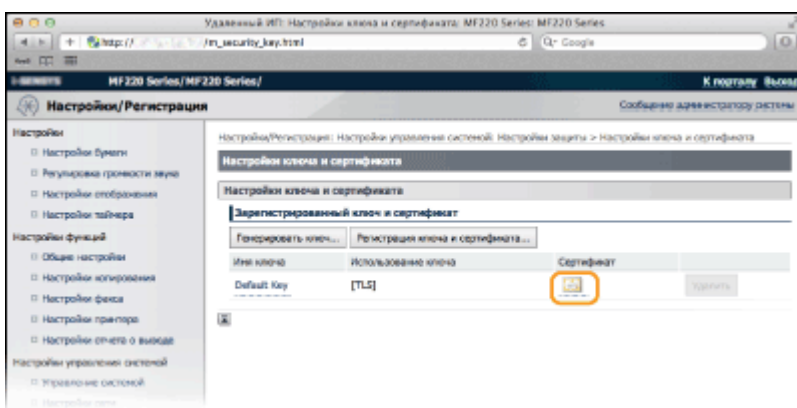 Удаленный ИП: Настройки ключа и сертификата: MF220 Series: MF220 Series
http://
/m_security_key.html
Google
MF220 Series/MF220 Series/
К порталу Выход
Настройки/Регистрация
Сообщение администратору системы
Настройки
Настройки бумаги
Регулировка громкости звука
Настройки отображения
Настройки таймера
Настройки функций
Общие настройки
Настройки копирования
Настройки факса
Настройки принтера
Настройки отчета о выводе
Настройки управления системой
Управление системой
Настройки сети
Настройки/Регистрация: Настройки управления системой: Настройки защиты > Настройки ключа и сертификата
Настройки ключа и сертификата
Настройки ключа и сертификата
Зарегистрированный ключ и сертификат
Генерировать ключ... Регистрация ключа и сертификата...
Имя ключа Использование ключа Сертификат
Default Key [TLS] Удалить